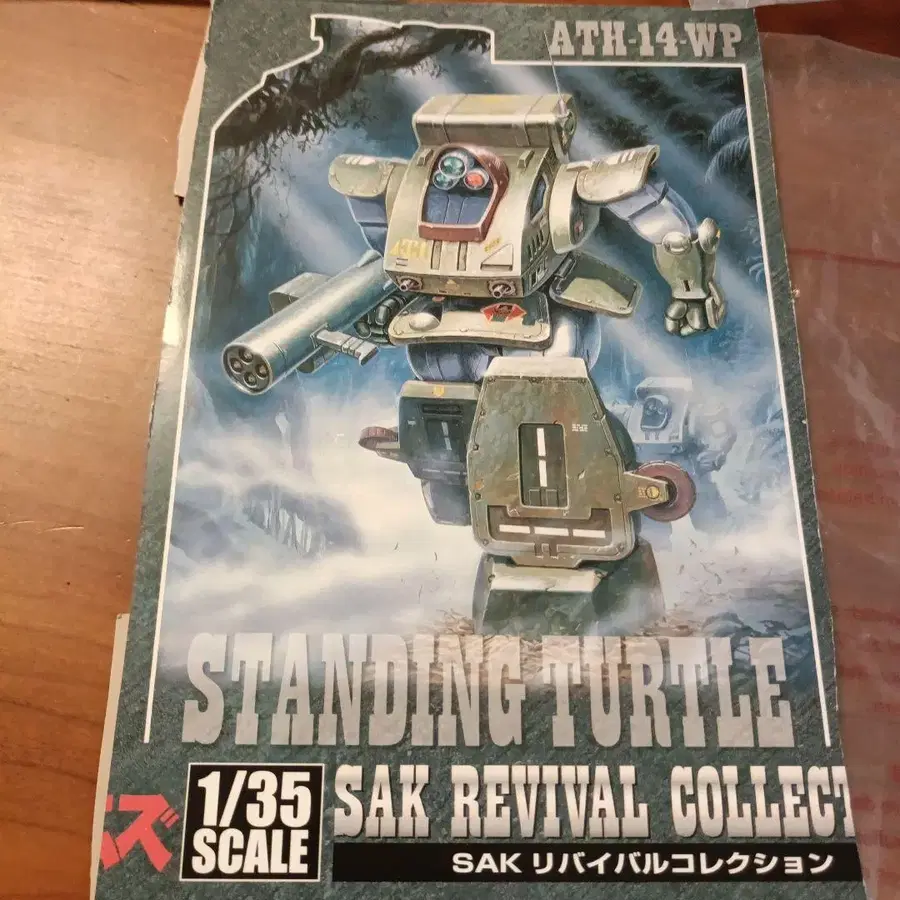 ATH-14-WP
STANDING TURTLE
ズ
1/35
SCALE
SAK REVIVAL COLLECT
SAK リバイバルコレクション